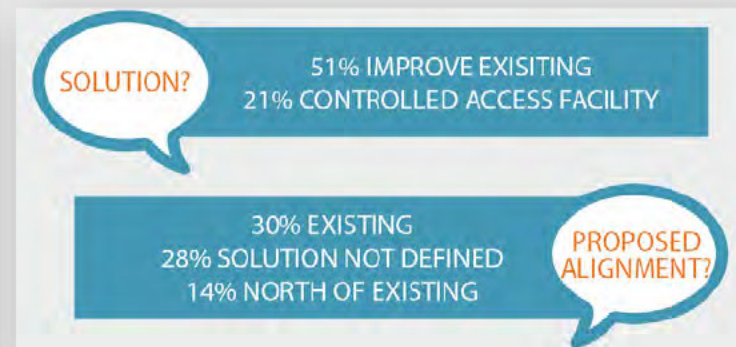 SOLUTION?
51% IMPROVE EXISITING
21% CONTROLLED ACCESS FACILITY
30% EXISTING
28% SOLUTION NOT DEFINED
14% NORTH OF EXISTING
PROPOSED
ALIGNMENT?